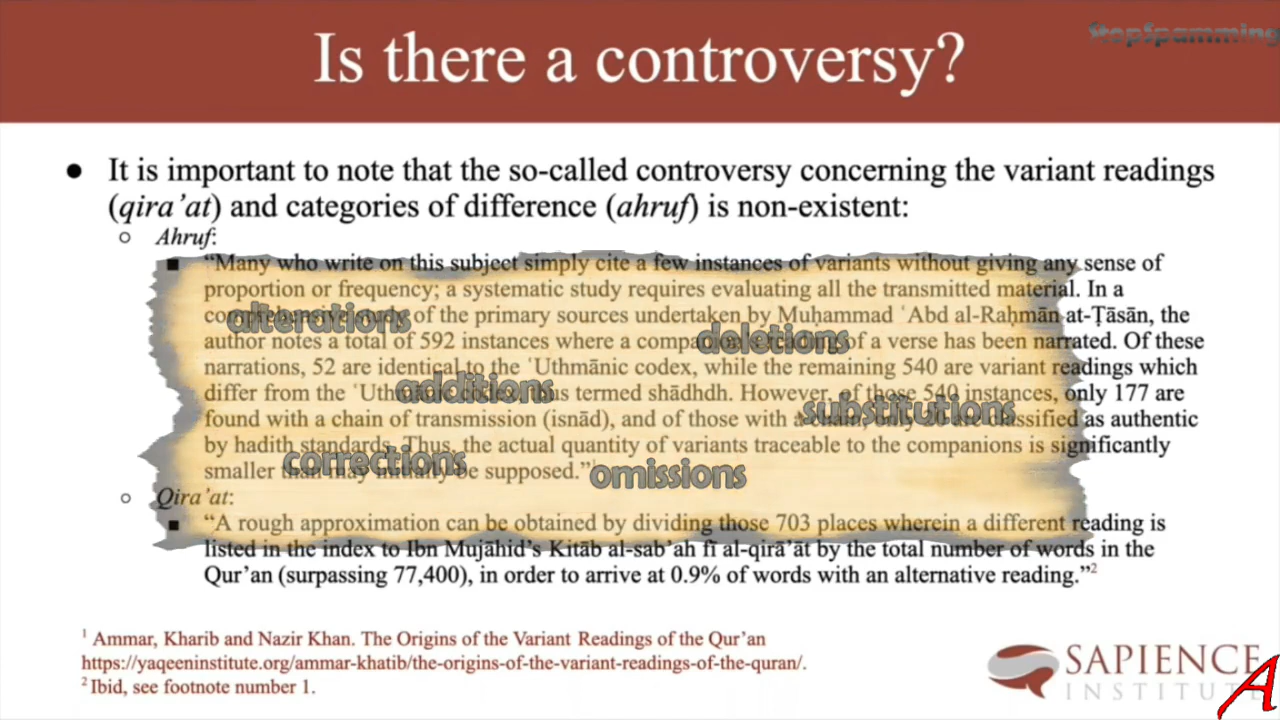 StopSpamming
Is there a controversy?
● It is important to note that the so-called controversy concerning the variant readings
(qira’at) and categories of difference (ahruf) is non-existent:
○ Ahruf:
■ “Many who write on this subject simply cite a few instances of variants without giving any sense of
proportion or frequency; a systematic study requires evaluating all the transmitted material. In a
study of the primary sources undertaken by Muḥammad ʿAbd al-Raḥmān at-Ṭāsān, the
alterations
author notes a total of 592 instances where a reading of a verse has been narrated. Of these
deletions
narrations, 52 are identical to the ʿUthmānic codex, while the remaining 540 are variant readings which
differ from the termed shādhdh. However, of those 540 instances, only 177 are
additions
found with a chain of transmission (isnād), and of those with classified as authentic
substitutions
by hadith standards. Thus, the actual quantity of variants traceable to the companions is significantly
corrections
smaller than may be supposed.”
omissions
○ Qira’at:
■ “A rough approximation can be obtained by dividing those 703 places wherein a different reading is
listed in the index to Ibn Mujāhid’s Kitāb al-sab’ah fī al-qirā’āt by the total number of words in the
Qur’an (surpassing 77,400), in order to arrive at 0.9% of words with an alternative reading.”2
1 Ammar, Kharib and Nazir Khan. The Origins of the Variant Readings of the Qur’an
https://yaqeeninstitute.org/ammar-khatib/the-origins-of-the-variant-readings-of-the-quran/.
2 Ibid, see footnote number 1.
SAPIENCE
INSTITUTE
A